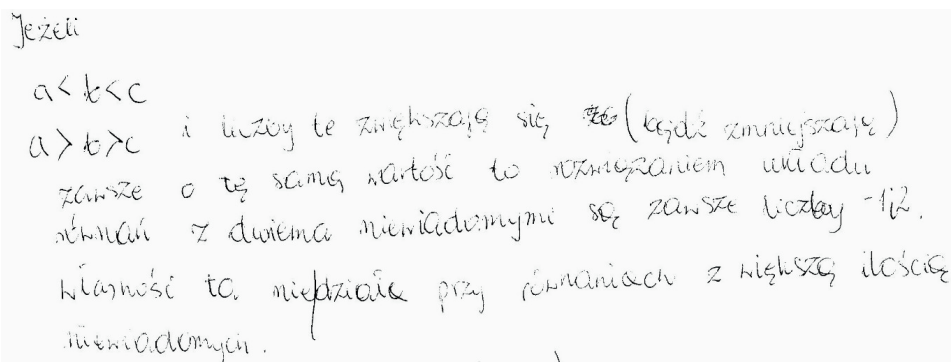 Jeżeli
a < b < c
a > b > c i liczby te zwiększają się (bądź zmniejszają)
zawsze o tę samą wartość to rozwiązaniem układu
równań z dwiema niewiadomymi są zawsze liczby -1 i 2.
Własność ta nie działa przy równaniach z większą ilością
niewiadomych.